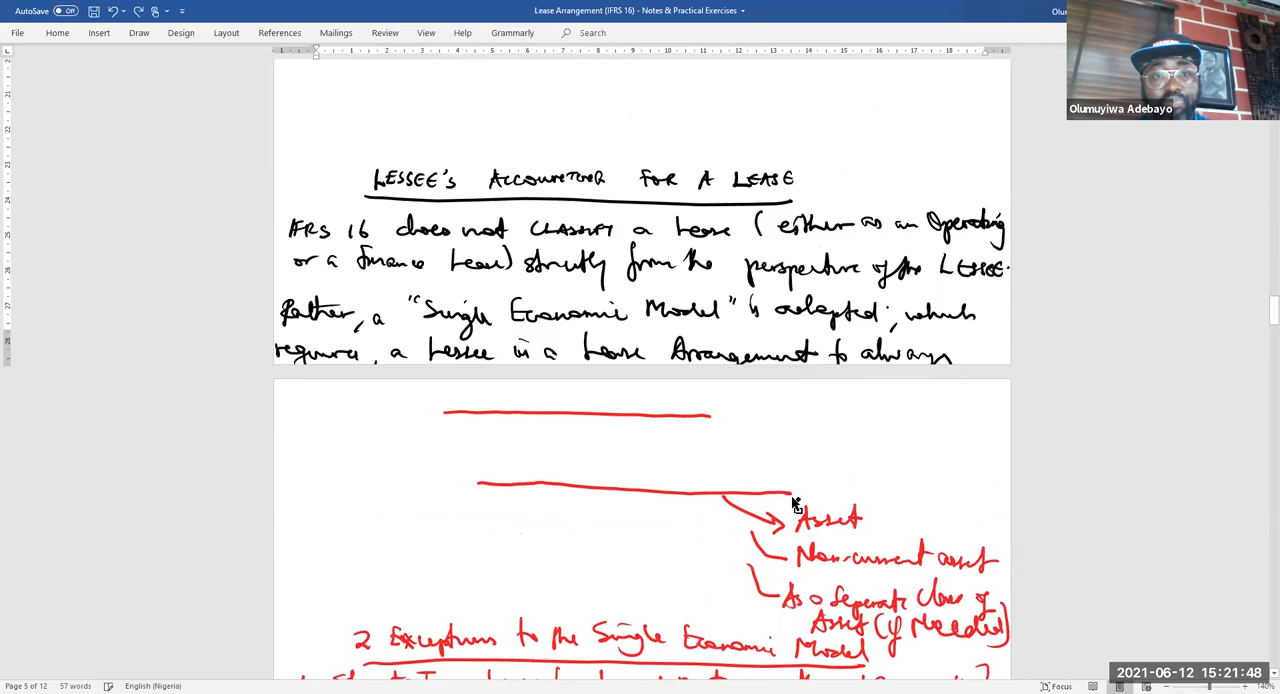 AutoSave Off
Lease Arrangement (IFRS 16) - Notes & Practical Exercises
Olu
File Home Insert Draw Design Layout References Mailings Review View Help Grammarly Search
Olumuyiwa Adebayo
LESSEE's ACCOUNTING FOR A LEASE
IFRS 16 does not CLASSIFY a Lease (either as an Operating
or a Finance Lease) strictly from the perspective of the LESSEE.
Rather, a "Single Economic Model" is adopted; which
requires, a Lessee in a Lease Arrangement to always
Asset
Non-current asset
As a Seperate Class of
Asset (if Needed)
2 Exceptions to the Single Economic Model
Page 5 of 12 57 words English (Nigeria) Focus 140%
2021-06-12 15:21:48